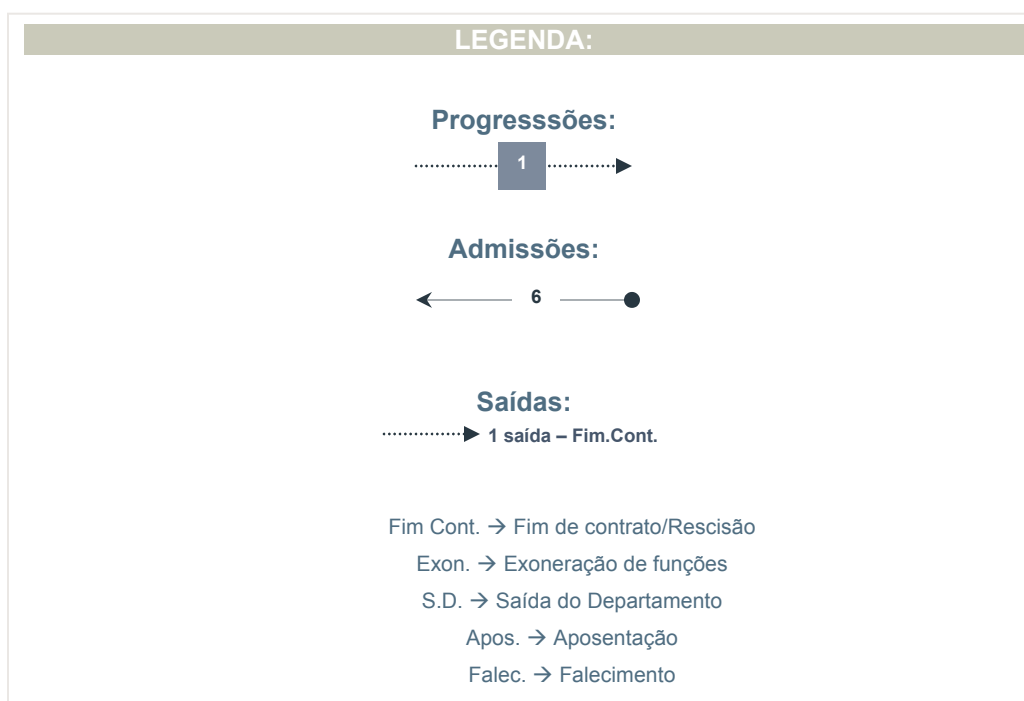 LEGENDA:
Progresssões:
1
Admissões:
6
Saídas:
1 saída – Fim.Cont.
Fim Cont. → Fim de contrato/Rescisão
Exon. → Exoneração de funções
S.D. → Saída do Departamento
Apos. → Aposentação
Falec. → Falecimento